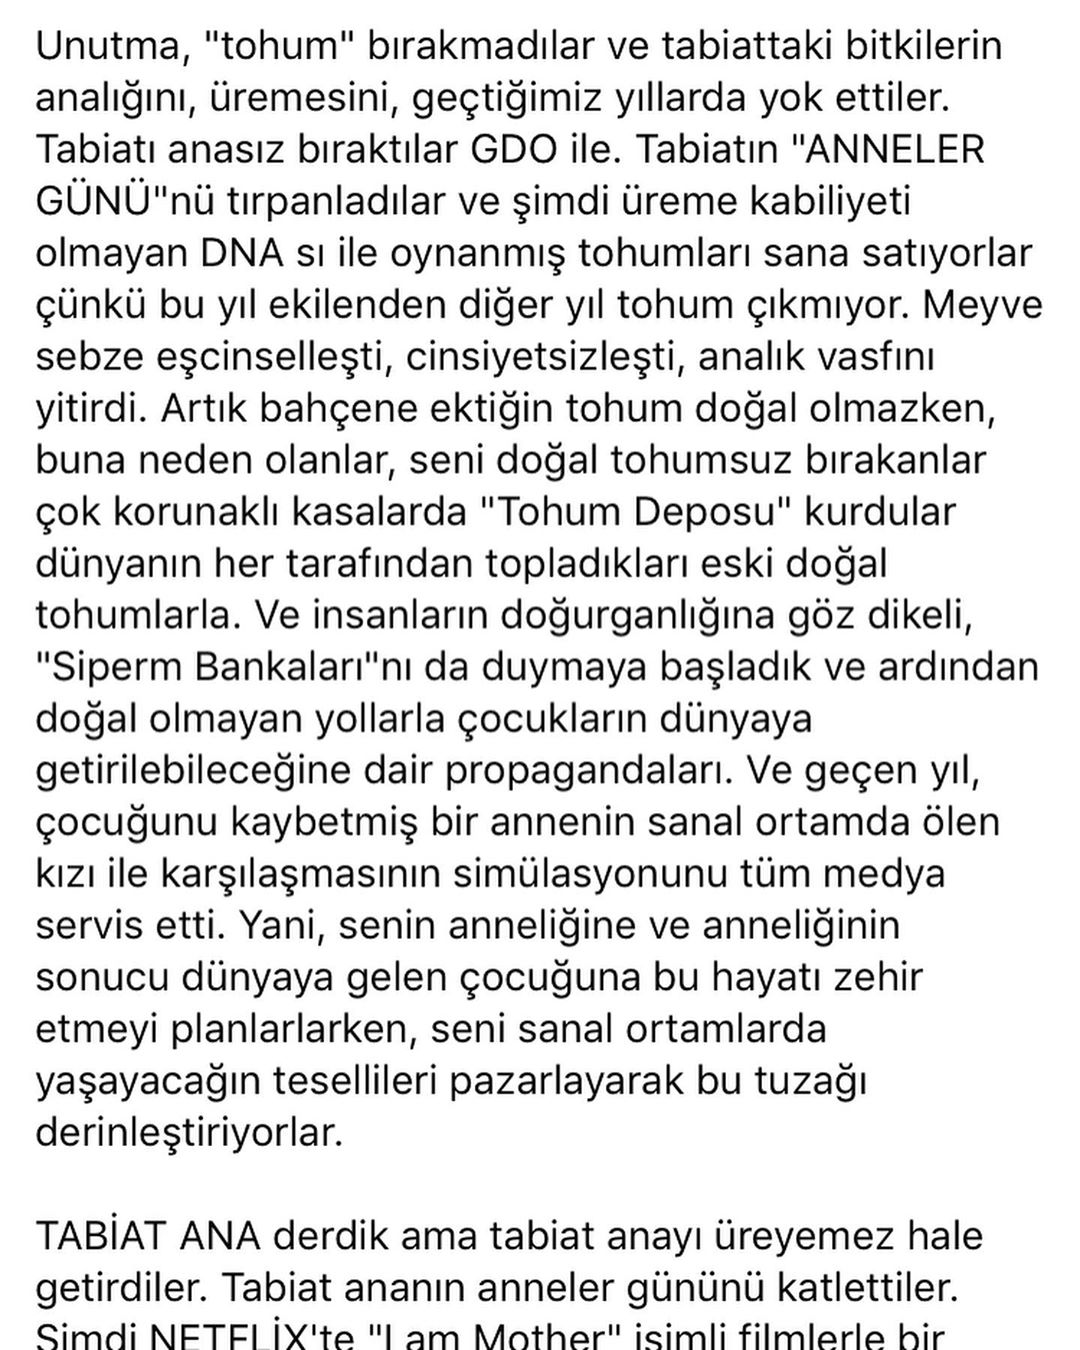 Unutma, "tohum" bırakmadılar ve tabiattaki bitkilerin
analığını, üremesini, geçtiğimiz yıllarda yok ettiler.
Tabiatı anasız bıraktılar GDO ile. Tabiatın "ANNELER
GÜNÜ"nü tırpanladılar ve şimdi üreme kabiliyeti
olmayan DNA sı ile oynanmış tohumları sana satıyorlar
çünkü bu yıl ekilenden diğer yıl tohum çıkmıyor. Meyve
sebze eşcinselleşti, cinsiyetsizleşti, analık vasfını
yitirdi. Artık bahçene ektiğin tohum doğal olmazken,
buna neden olanlar, seni doğal tohumsuz bırakanlar
çok korunaklı kasalarda "Tohum Deposu" kurdular
dünyanın her tarafından topladıkları eski doğal
tohumlarla. Ve insanların doğurganlığına göz dikeli,
"Siperm Bankaları"nı da duymaya başladık ve ardından
doğal olmayan yollarla çocukların dünyaya
getirilebileceğine dair propagandaları. Ve geçen yıl,
çocuğunu kaybetmiş bir annenin sanal ortamda ölen
kızı ile karşılaşmasının simülasyonunu tüm medya
servis etti. Yani, senin anneliğine ve anneliğinin
sonucu dünyaya gelen çocuğuna bu hayatı zehir
etmeyi planlarlarken, seni sanal ortamlarda
yaşayacağın tesellileri pazarlayarak bu tuzağı
derinleştiriyorlar.
TABİAT ANA derdik ama tabiat anayı üreyemez hale
getirdiler. Tabiat ananın anneler gününü katlettiler.
Şimdi NETFLİX'te "I am Mother" isimli filmlerle bir